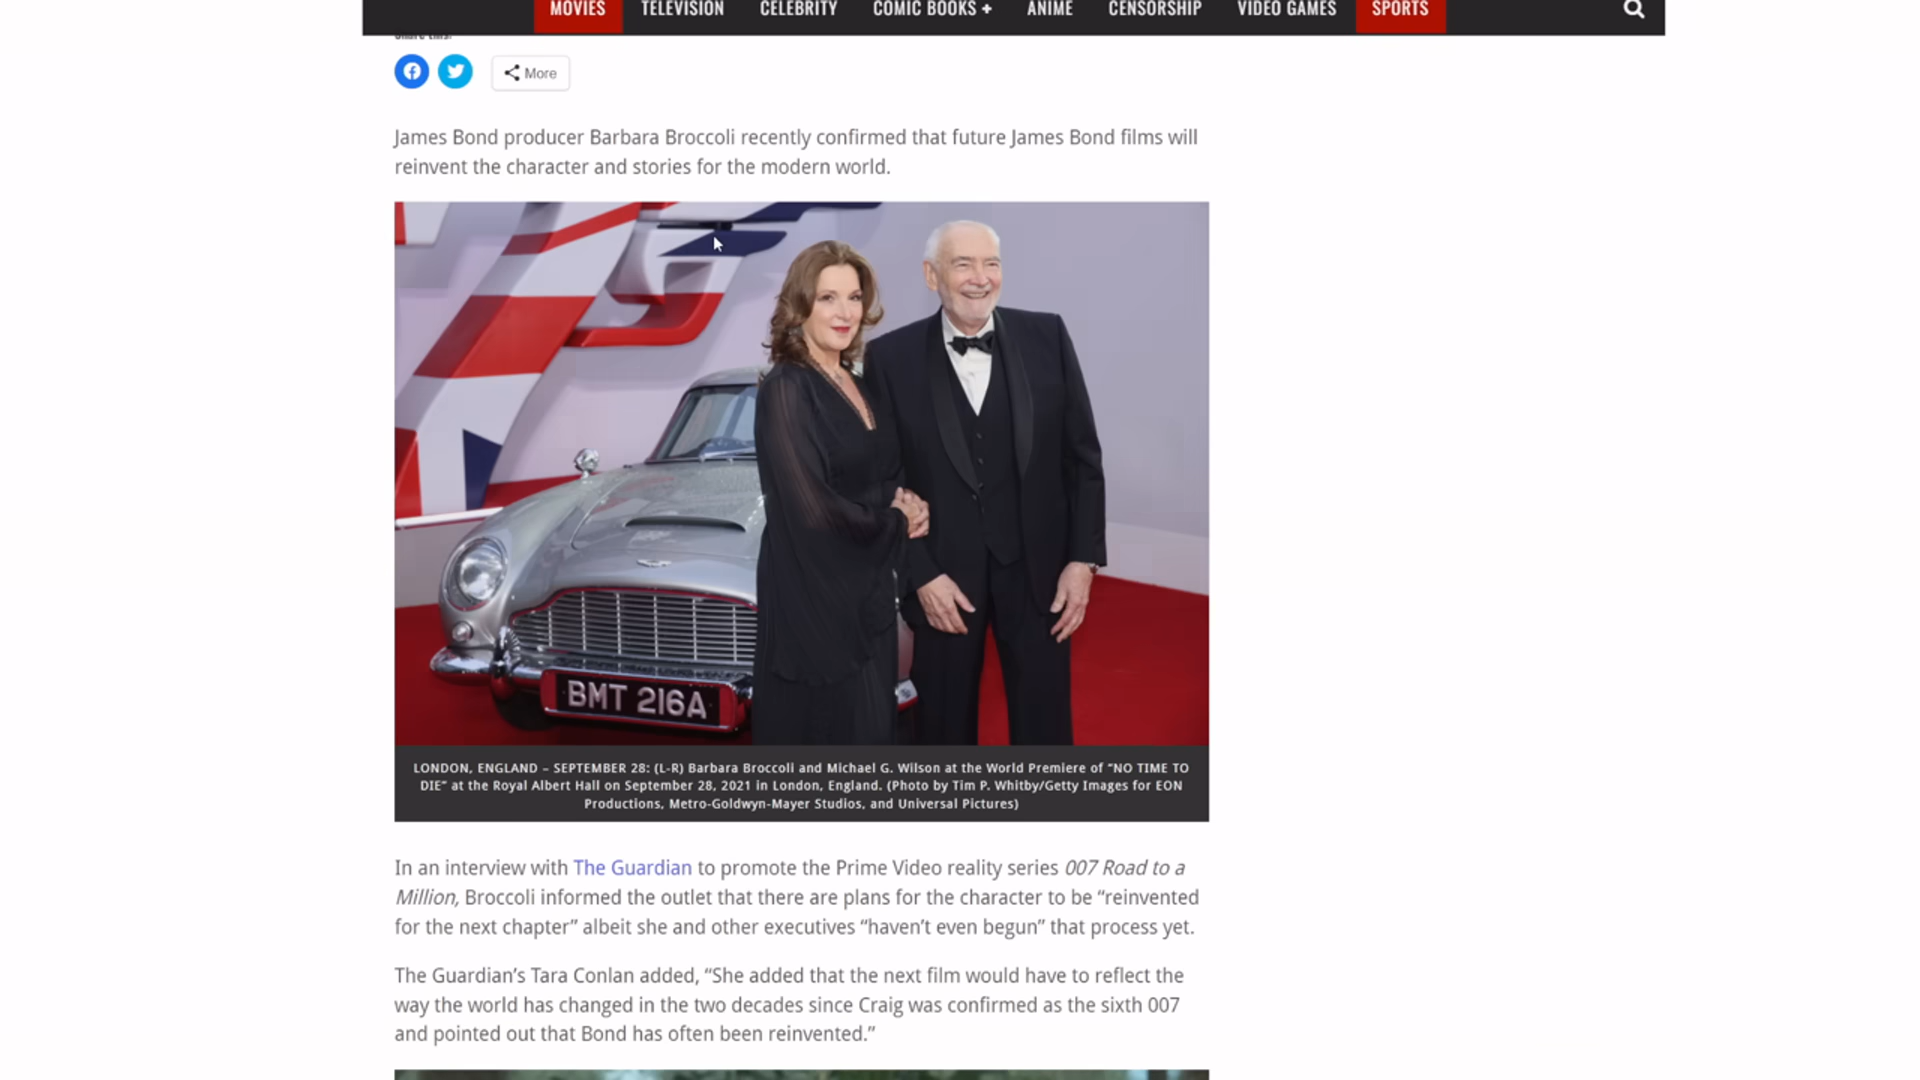 MOVIES TELEVISION CELEBRITY COMIC BOOKS + ANIME CENSORSHIP VIDEO GAMES SPORTS
Share this:
More
James Bond producer Barbara Broccoli recently confirmed that future James Bond films will
reinvent the character and stories for the modern world.
BMT 216A
LONDON, ENGLAND – SEPTEMBER 28: (L-R) Barbara Broccoli and Michael G. Wilson at the World Premiere of “NO TIME TO
DIE” at the Royal Albert Hall on September 28, 2021 in London, England. (Photo by Tim P. Whitby/Getty Images for EON
Productions, Metro-Goldwyn-Mayer Studios, and Universal Pictures)
In an interview with The Guardian to promote the Prime Video reality series 007 Road to a
Million, Broccoli informed the outlet that there are plans for the character to be “reinvented
for the next chapter” albeit she and other executives “haven’t even begun” that process yet.
The Guardian’s Tara Conlan added, “She added that the next film would have to reflect the
way the world has changed in the two decades since Craig was confirmed as the sixth 007
and pointed out that Bond has often been reinvented.”